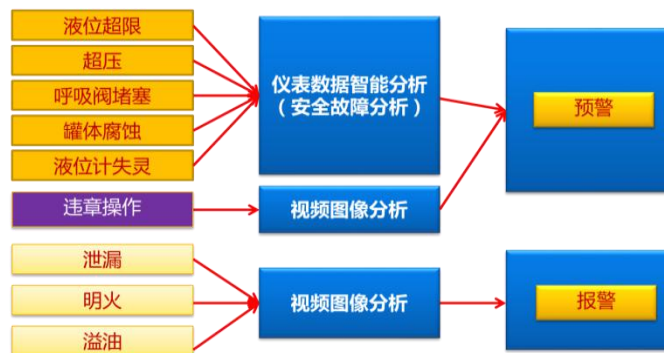 液位超限
超压
呼吸阀堵塞
罐体腐蚀
液位计失灵
违章操作
泄漏
明火
溢油
仪表数据智能分析
（安全故障分析）
视频图像分析
视频图像分析
预警
报警